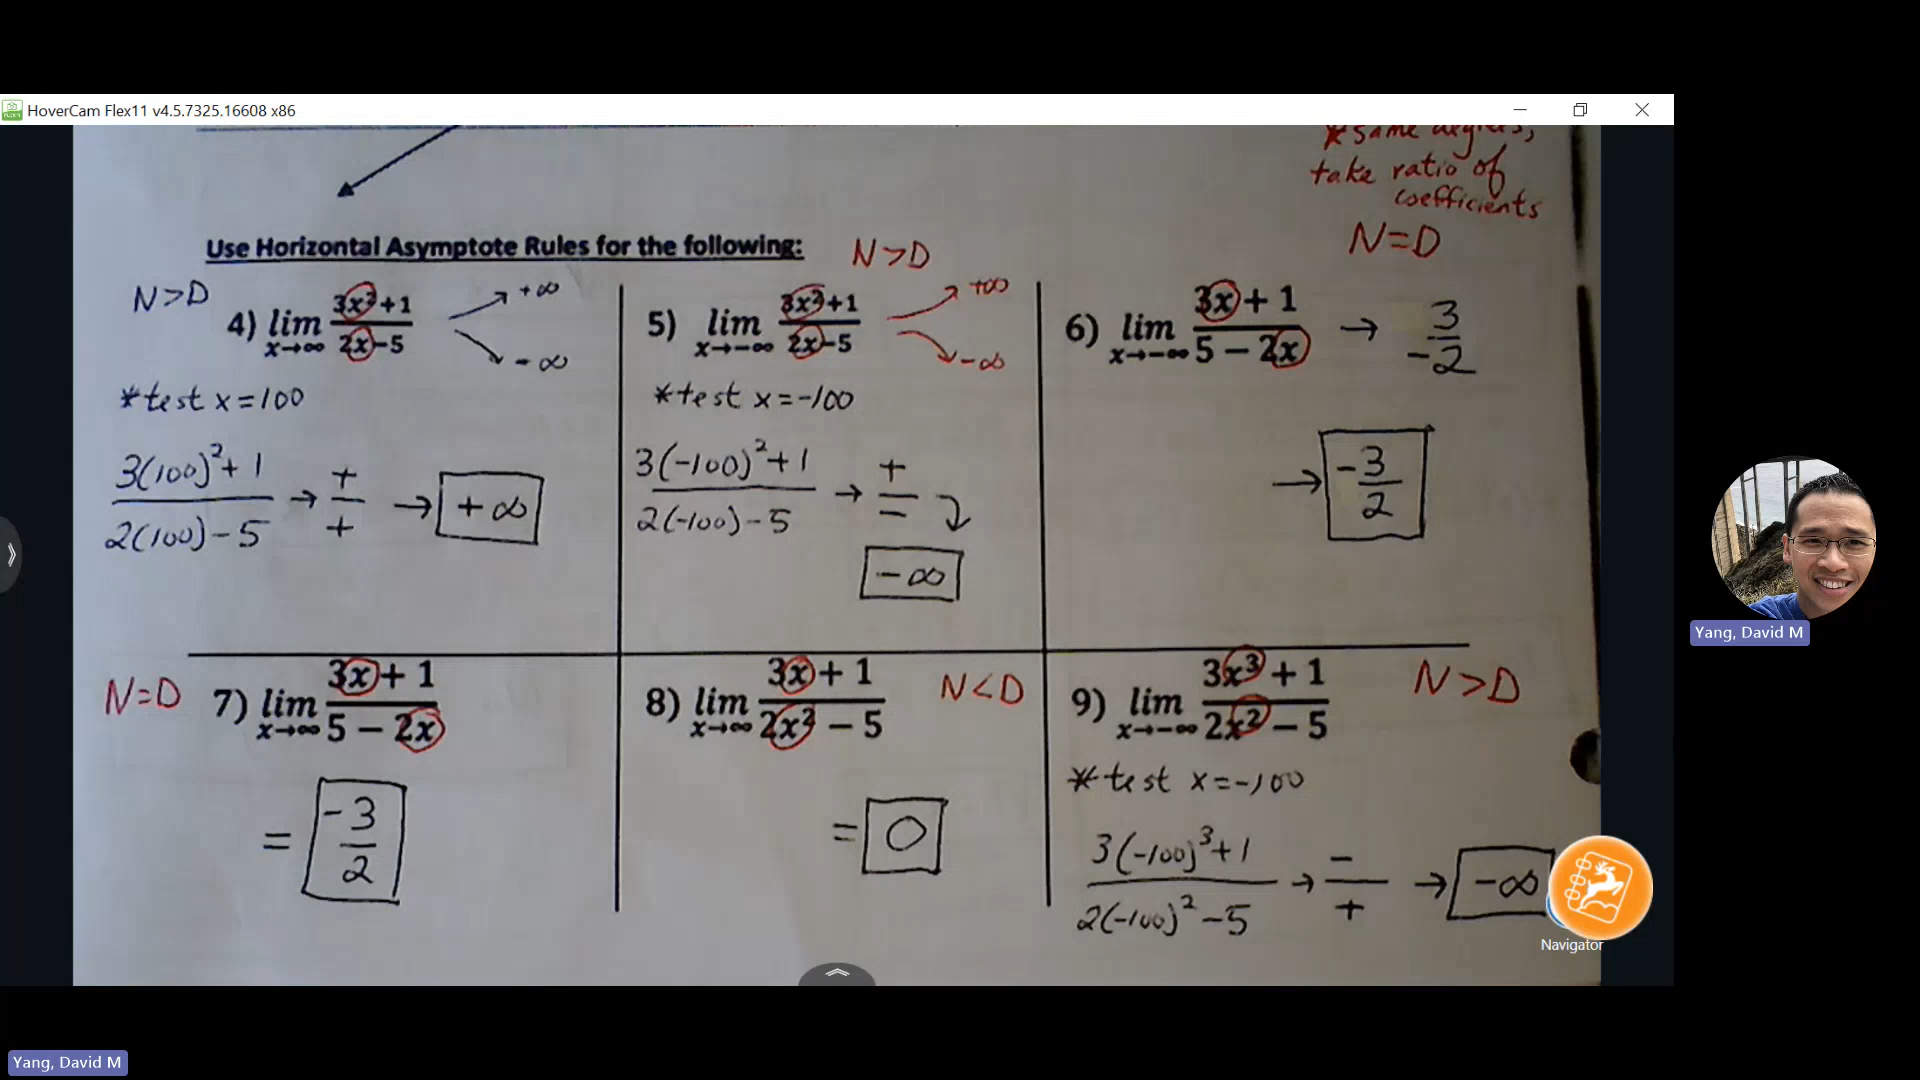 HoverCam Flex11 v4.5.7325.16608 x86
* same degrees,
take ratio of
coefficients
N=D
Use Horizontal Asymptote Rules for the following:
N>D
N>D 4) lim x→∞ (3x²+1)/(2x-5) +∞ -∞
*test x=100
(3(100)²+1)/(2(100)-5) → +/+ → +∞
5) lim x→-∞ (3x²+1)/(2x-5) +∞ -∞
*test x=-100
(3(-100)²+1)/(2(-100)-5) → +/-
-∞
6) lim x→-∞ (3x + 1)/(5 - 2x) → 3/-2
→ -3/2
N=D 7) lim x→∞ (3x + 1)/(5 - 2x)
= -3/2
8) lim x→∞ (3x + 1)/(2x² - 5) N<D
= 0
9) lim x→-∞ (3x³ + 1)/(2x² - 5) N>D
*test x=-100
(3(-100)³+1)/(2(-100)²-5) → -/+ → -∞
Navigator
Yang, David M
Yang, David M